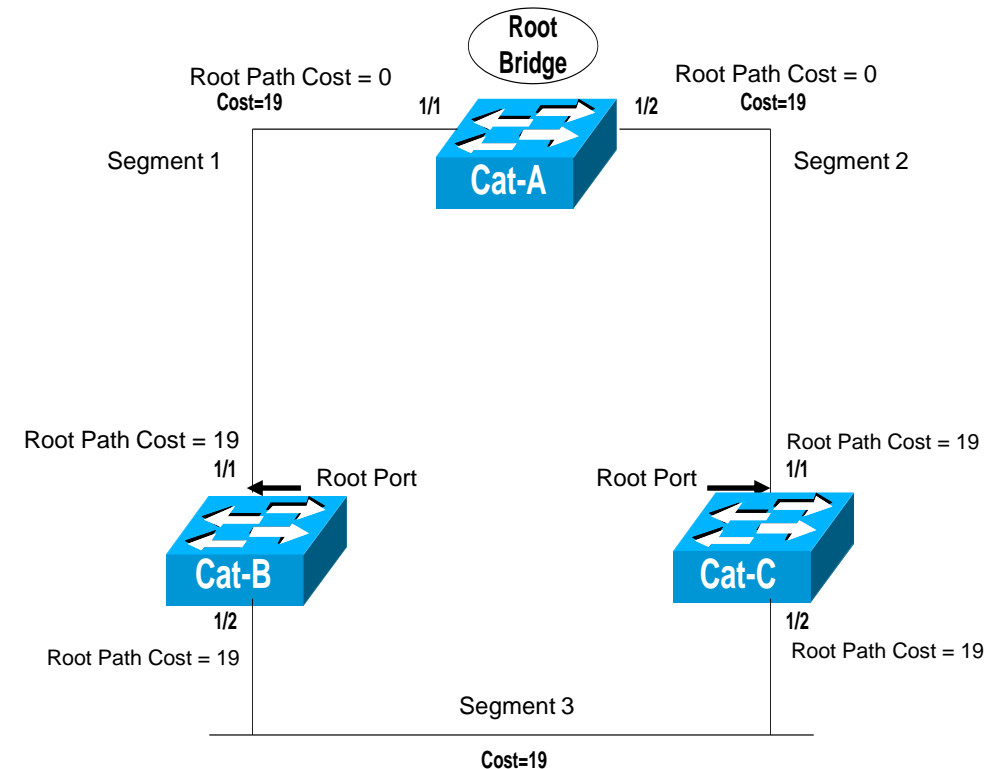 Root
Bridge
Root Path Cost = 0
Cost=19
1/1
1/2
Root Path Cost = 0
Cost=19
Segment 1
Cat-A
Segment 2
Root Path Cost = 19
1/1
Root Port
Root Port
Root Path Cost = 19
1/1
Cat-B
Cat-C
1/2
Root Path Cost = 19
1/2
Root Path Cost = 19
Segment 3
Cost=19